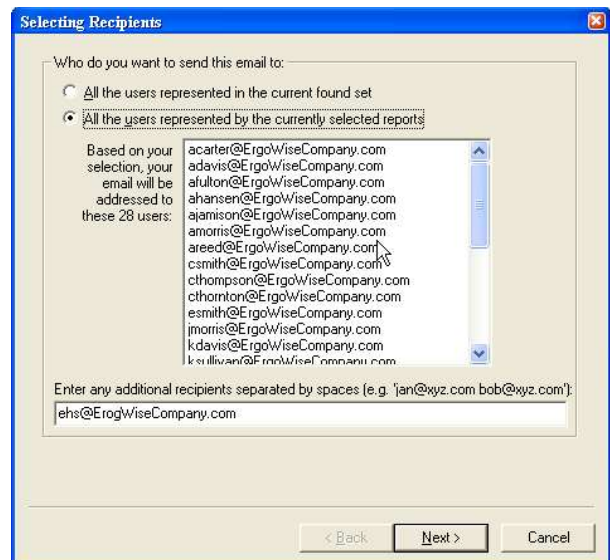 Selecting Recipients
Who do you want to send this email to:
All the users represented in the current found set
All the users represented by the currently selected reports
Based on your
selection, your
email will be
addressed to
these 28 users:
acarter@ErgoWiseCompany.com
adavis@ErgoWiseCompany.com
afulton@ErgoWiseCompany.com
ahansen@ErgoWiseCompany.com
ajamison@ErgoWiseCompany.com
amorris@ErgoWiseCompany.com
areed@ErgoWiseCompany.com
csmith@ErgoWiseCompany.com
cthompson@ErgoWiseCompany.com
cthornton@ErgoWiseCompany.com
esmith@ErgoWiseCompany.com
jmorris@ErgoWiseCompany.com
kdavis@ErgoWiseCompany.com
ksullivan@ErgoWiseCompany.com
Enter any additional recipients separated by spaces (e.g. 'jan@xyz.com bob@xyz.com'):
ehs@ErogWiseCompany.com
< Back
Next >
Cancel